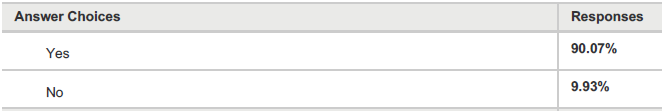 Answer Choices Responses
Yes 90.07%
No 9.93%